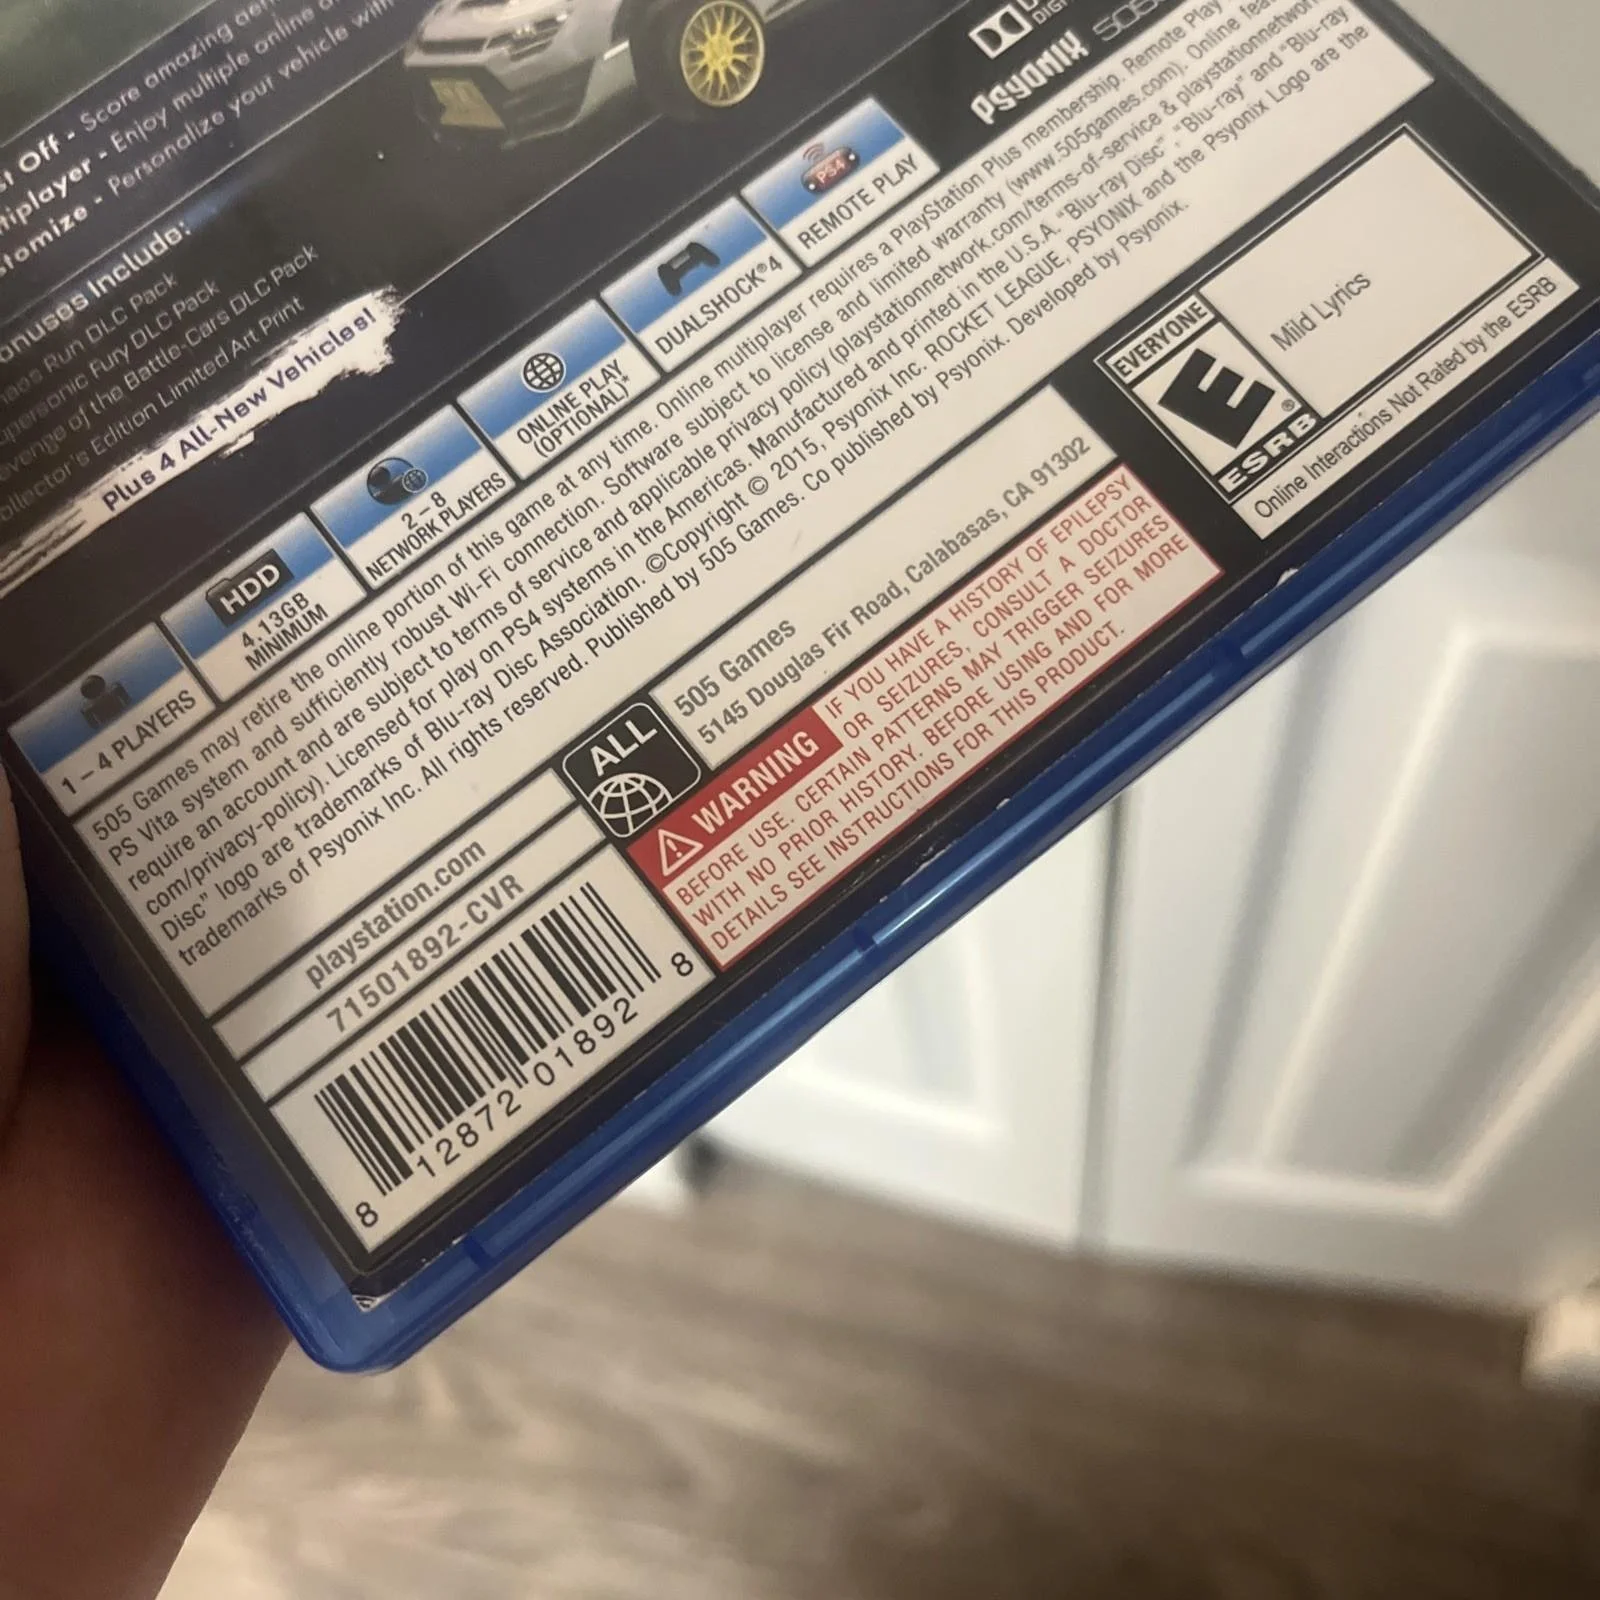 Off - Score amazing
- Enjoy multiple online
- Personalize your vehicle with
Include:
Run DLC Pack
Fury DLC Pack
of the Battle-Cars DLC Pack
Edition Limited Art Print
Plus 4 All-New Vehicles!
DOLBY
PSYONIX
1 – 4 PLAYERS
HDD
4.13GB
MINIMUM
2 – 8
NETWORK PLAYERS
ONLINE PLAY
(OPTIONAL)*
DUALSHOCK®4
PS4
REMOTE PLAY
505 Games may retire the online portion of this game at any time. Online multiplayer requires a PlayStation Plus membership. Remote Play
PS Vita system and sufficiently robust Wi-Fi connection. Software subject to license and limited warranty (www.505games.com). Online
require an account and are subject to terms of service and applicable privacy policy (playstationnetwork.com/terms-of-service & playstationnetwork.
com/privacy-policy). Licensed for play on PS4 systems in the Americas. Manufactured and printed in the U.S.A. “Blu-ray Disc” “Blu-ray” and “Blu-ray
Disc” logo are trademarks of Blu-ray Disc Association. ©Copyright © 2015, Psyonix Inc. ROCKET LEAGUE, PSYONIX and the Psyonix Logo are the
trademarks of Psyonix Inc. All rights reserved. Published by 505 Games. Co published by Psyonix. Developed by Psyonix.
playstation.com
71501892-CVR
8 12872 01892 8
ALL
505 Games
5145 Douglas Fir Road, Calabasas, CA 91302
WARNING IF YOU HAVE A HISTORY OF EPILEPSY
OR SEIZURES, CONSULT A DOCTOR
BEFORE USE. CERTAIN PATTERNS MAY TRIGGER SEIZURES
WITH NO PRIOR HISTORY. BEFORE USING AND FOR MORE
DETAILS SEE INSTRUCTIONS FOR THIS PRODUCT.
EVERYONE
E
ESRB
Mild Lyrics
Online Interactions Not Rated by the ESRB